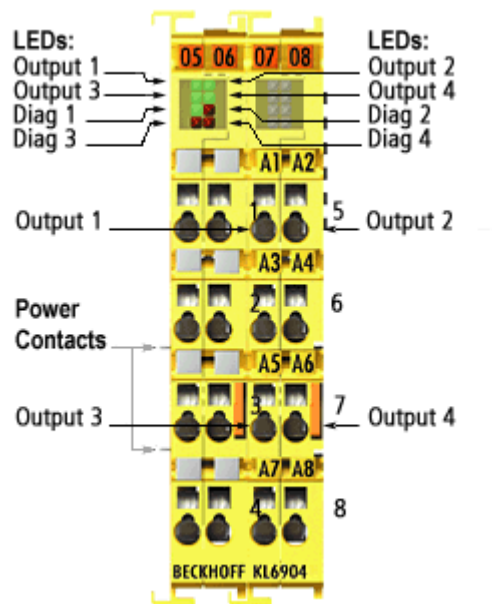 LEDs:
LEDs:
05 06 07 08
Output 1
Output 2
Output 3
Output 4
Diag 1
Diag 2
Diag 3
Diag 4
A1 A2
Output 1
1
5
Output 2
A3 A4
Power
Contacts
2
6
A5 A6
Output 3
3
7
Output 4
A7 A8
4
8
BECKHOFF KL6904